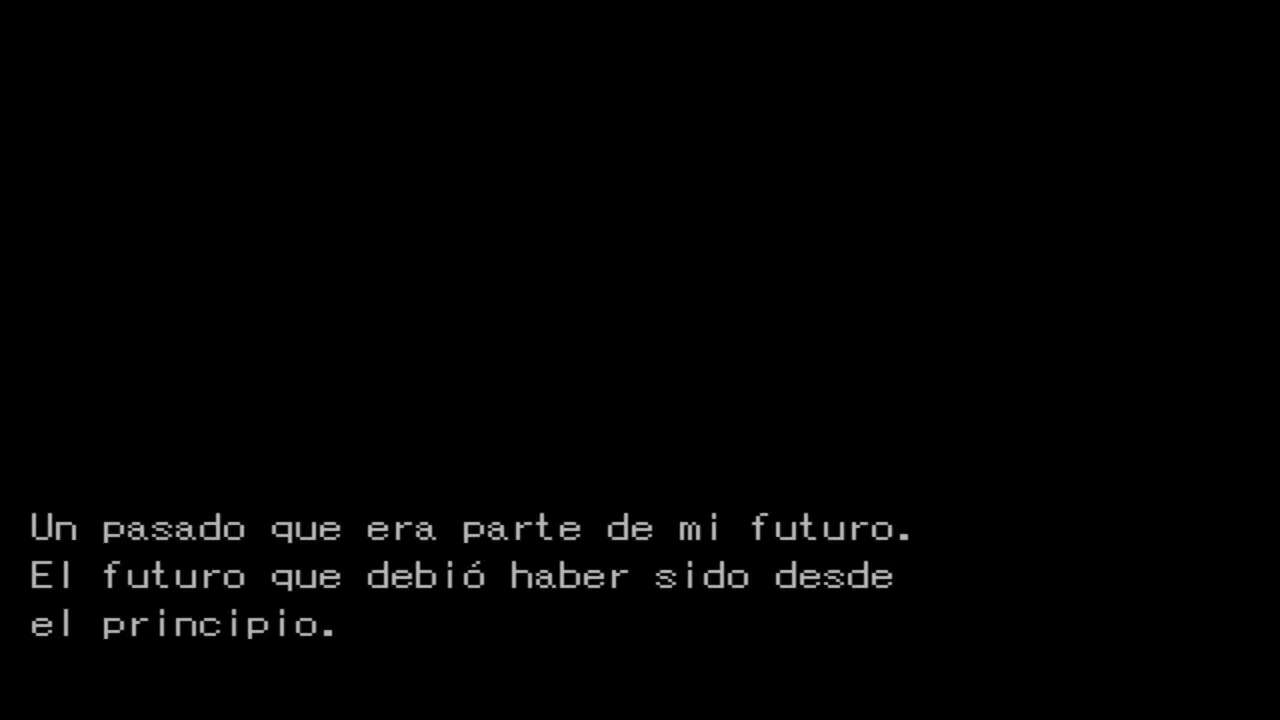 Un pasado que era parte de mi futuro.
El futuro que debió haber sido desde
el principio.